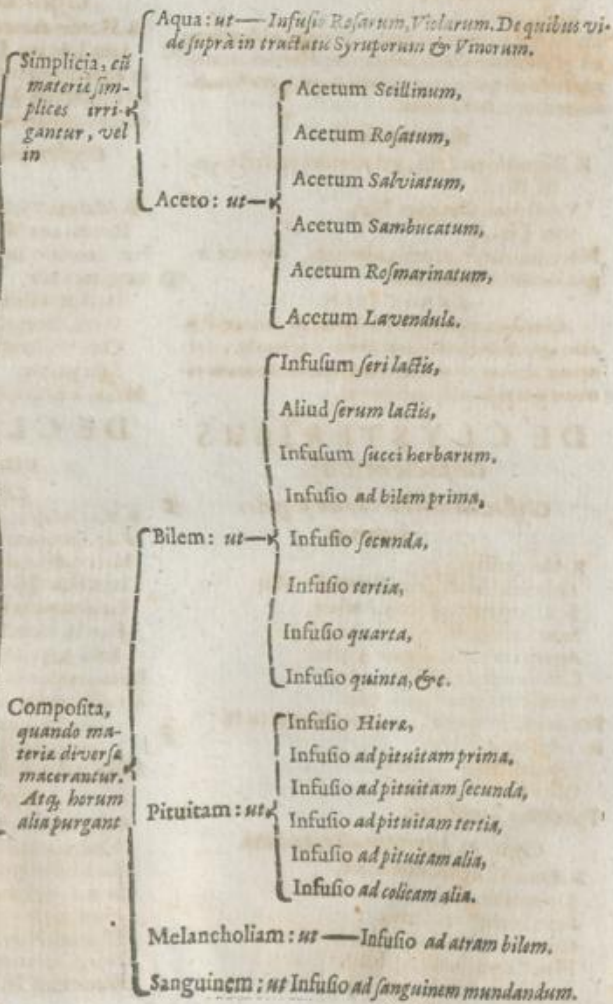 Aqua: ut — Infusio Rosarum, Violarum. De quibus vi-
de suprà in tractatu Syruporum & Vinorum.
Simplicia, cũ
materiæ sim-
plices irri-
gantur, vel
in
Aceto: ut —
Acetum Scillinum,
Acetum Rosatum,
Acetum Salviatum,
Acetum Sambucatum,
Acetum Rosmarinatum,
Acetum Lavendulæ.
Composita,
quando ma-
teriæ diversæ
macerantur.
Atq; horum
alia purgant
Bilem: ut —
Infusum seri lactis,
Aliud serum lactis,
Infusum succi herbarum,
Infusio ad bilem prima,
Infusio secunda,
Infusio tertia,
Infusio quarta,
Infusio quinta, &c.
Pituitam: ut
Infusio Hieræ,
Infusio ad pituitam prima,
Infusio ad pituitam secunda,
Infusio ad pituitam tertia,
Infusio ad pituitam alia,
Infusio ad colicam alia.
Melancholiam: ut — Infusio ad atram bilem.
Sanguinem: ut Infusio ad sanguinem mundandum.